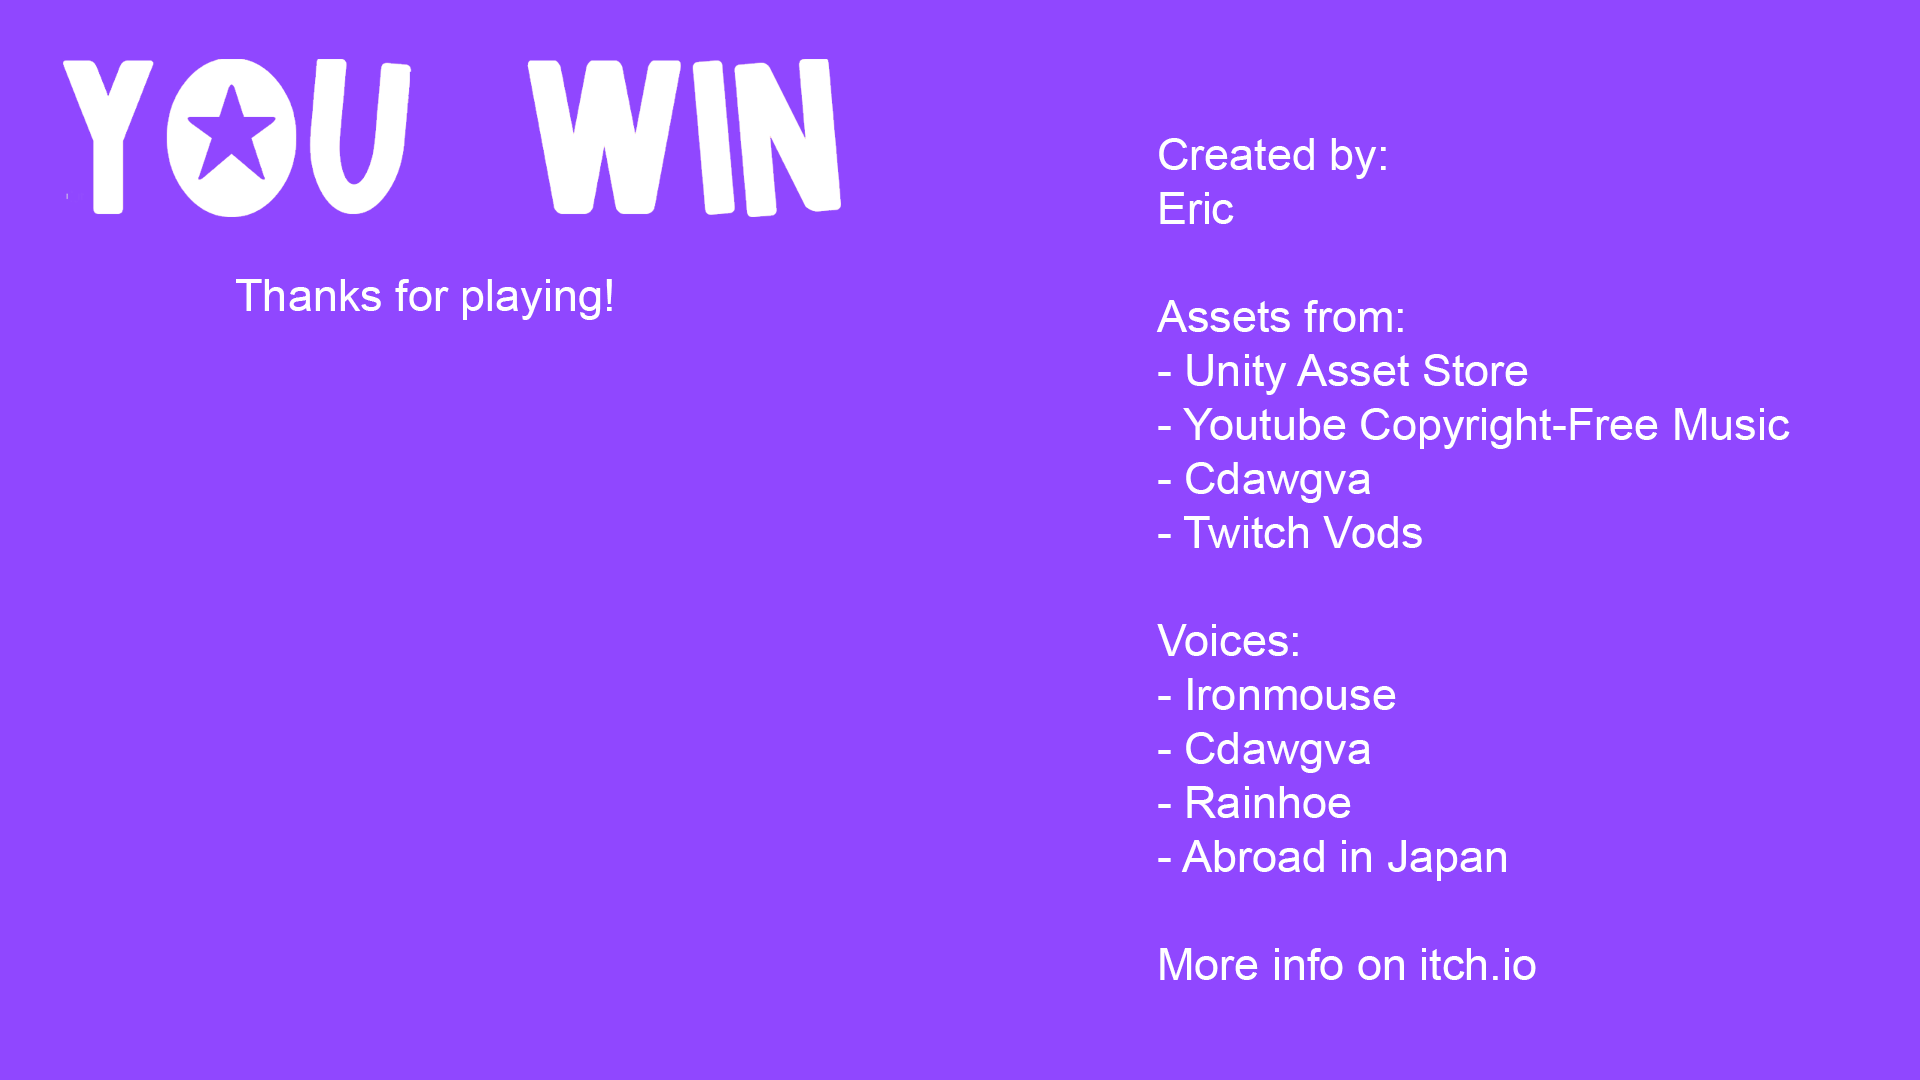 YOU WIN
Thanks for playing!
Created by:
Eric
Assets from:
- Unity Asset Store
- Youtube Copyright-Free Music
- Cdawgva
- Twitch Vods
Voices:
- Ironmouse
- Cdawgva
- Rainhoe
- Abroad in Japan
More info on itch.io